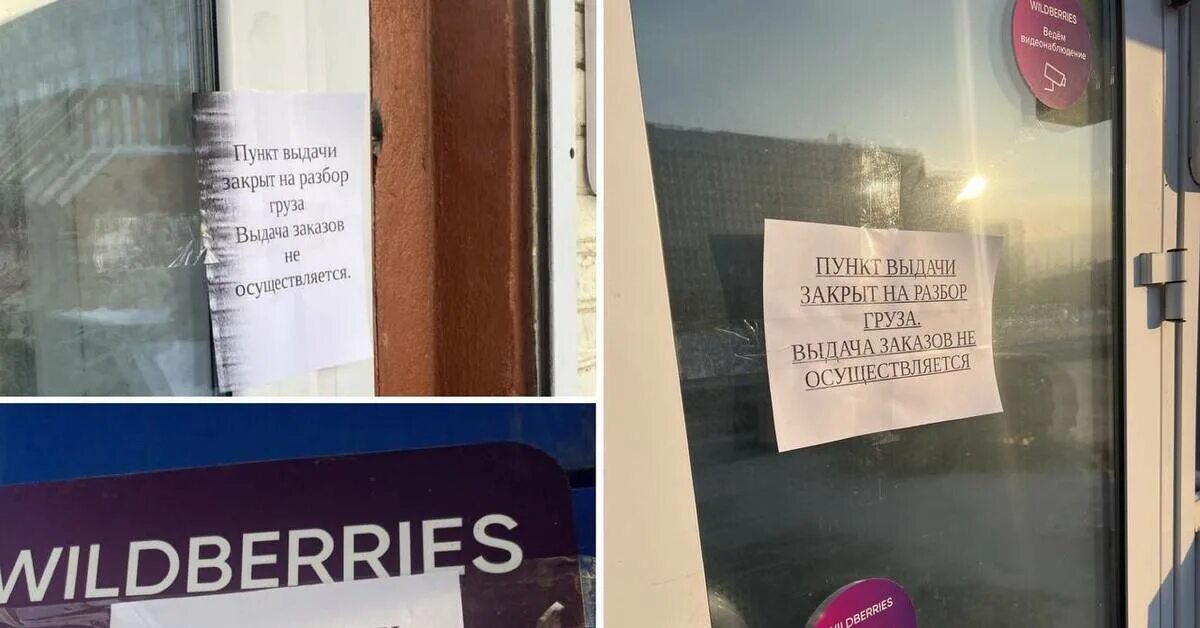 Пункт выдачи
закрыт на разбор
груза
Выдача заказов
не
осуществляется.
WILDBERRIES
WILDBERRIES
Ведём
видеонаблюдение
ПУНКТ ВЫДАЧИ
ЗАКРЫТ НА РАЗБОР
ГРУЗА.
ВЫДАЧА ЗАКАЗОВ НЕ
ОСУЩЕСТВЛЯЕТСЯ
WILDBERRIES